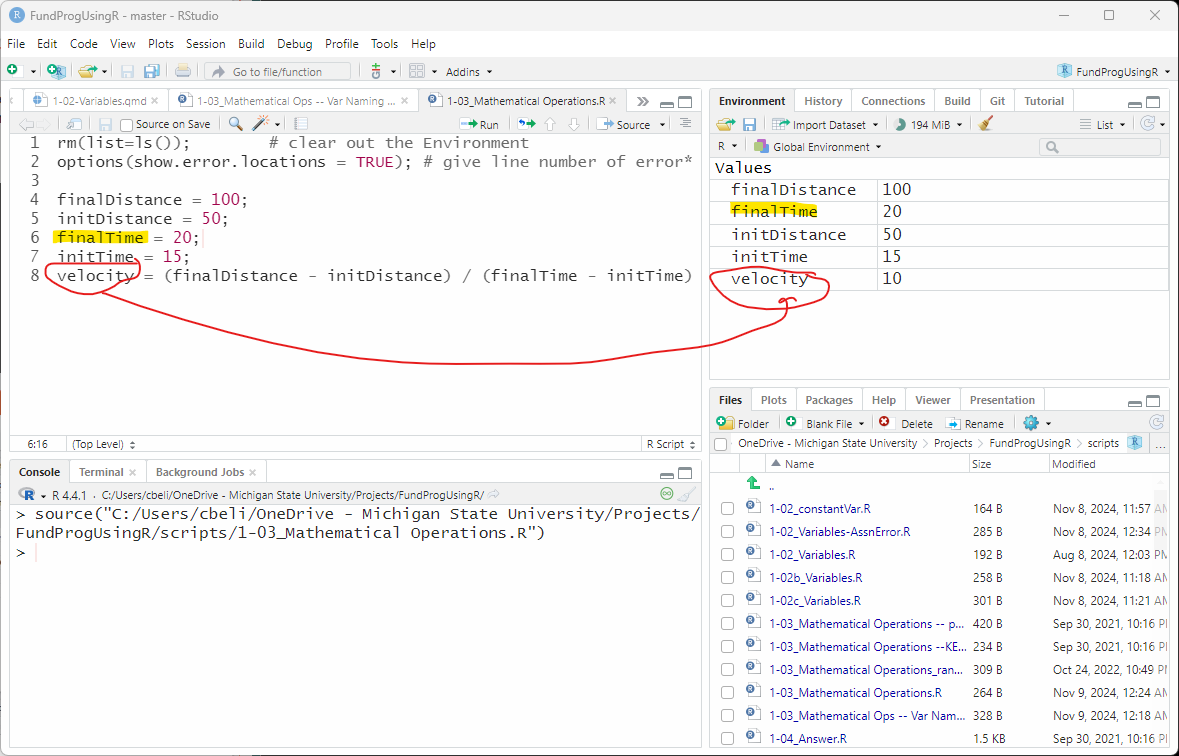 FundProgUsingR - master - RStudio
File Edit Code View Plots Session Build Debug Profile Tools Help
Go to file/function Addins FundProgUsingR
1-02-Variables.qmd 1-03_Mathematical Ops -- Var Naming ... 1-03_Mathematical Operations.R
Source on Save Run Source
1 rm(list=ls()); # clear out the Environment
2 options(show.error.locations = TRUE); # give line number of error*
3
4 finalDistance = 100;
5 initDistance = 50;
6 finalTime = 20;
7 initTime = 15;
8 velocity = (finalDistance - initDistance) / (finalTime - initTime)
6:16 (Top Level) R Script
Console Terminal Background Jobs
R 4.4.1 · C:/Users/cbeli/OneDrive - Michigan State University/Projects/FundProgUsingR/
> source("C:/Users/cbeli/OneDrive - Michigan State University/Projects/
FundProgUsingR/scripts/1-03_Mathematical Operations.R")
>
Environment History Connections Build Git Tutorial
Import Dataset 194 MiB List
R Global Environment
Values
finalDistance 100
finalTime 20
initDistance 50
initTime 15
velocity 10
Files Plots Packages Help Viewer Presentation
Folder Blank File Delete Rename
OneDrive - Michigan State University Projects FundProgUsingR scripts ...
Name Size Modified
..
1-02_constantVar.R 164 B Nov 8, 2024, 11:57 AM
1-02_Variables-AssnError.R 285 B Nov 8, 2024, 12:34 PM
1-02_Variables.R 192 B Aug 8, 2024, 12:03 PM
1-02b_Variables.R 258 B Nov 8, 2024, 11:18 AM
1-02c_Variables.R 301 B Nov 8, 2024, 11:21 AM
1-03_Mathematical Operations -- p... 420 B Sep 30, 2021, 10:16 PM
1-03_Mathematical Operations --KE... 234 B Sep 30, 2021, 10:16 PM
1-03_Mathematical Operations_ran... 309 B Oct 24, 2022, 10:49 PM
1-03_Mathematical Operations.R 264 B Nov 9, 2024, 12:24 AM
1-03_Mathematical Ops -- Var Nam... 328 B Nov 9, 2024, 12:18 AM
1-04_Answer.R 1.5 KB Sep 30, 2021, 10:16 PM